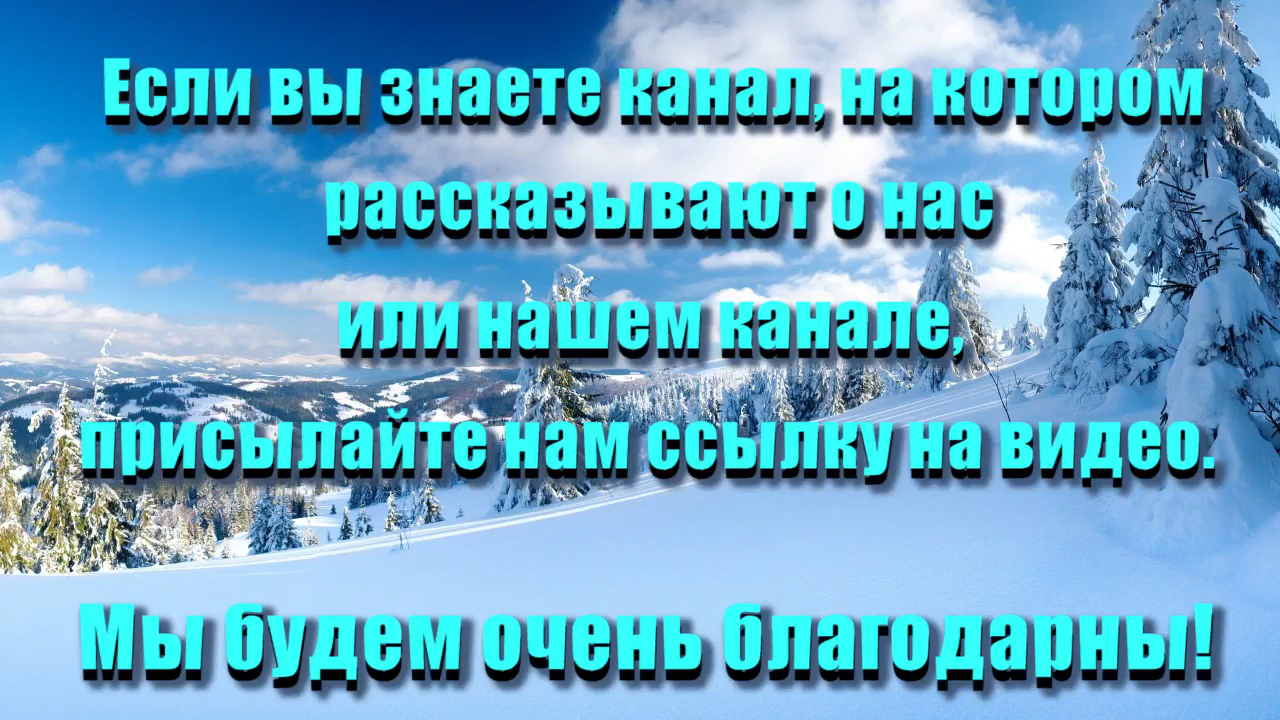 Если вы знаете канал, на котором
рассказывают о нас
или нашем канале,
присылайте нам ссылку на видео.
Мы будем очень благодарны!